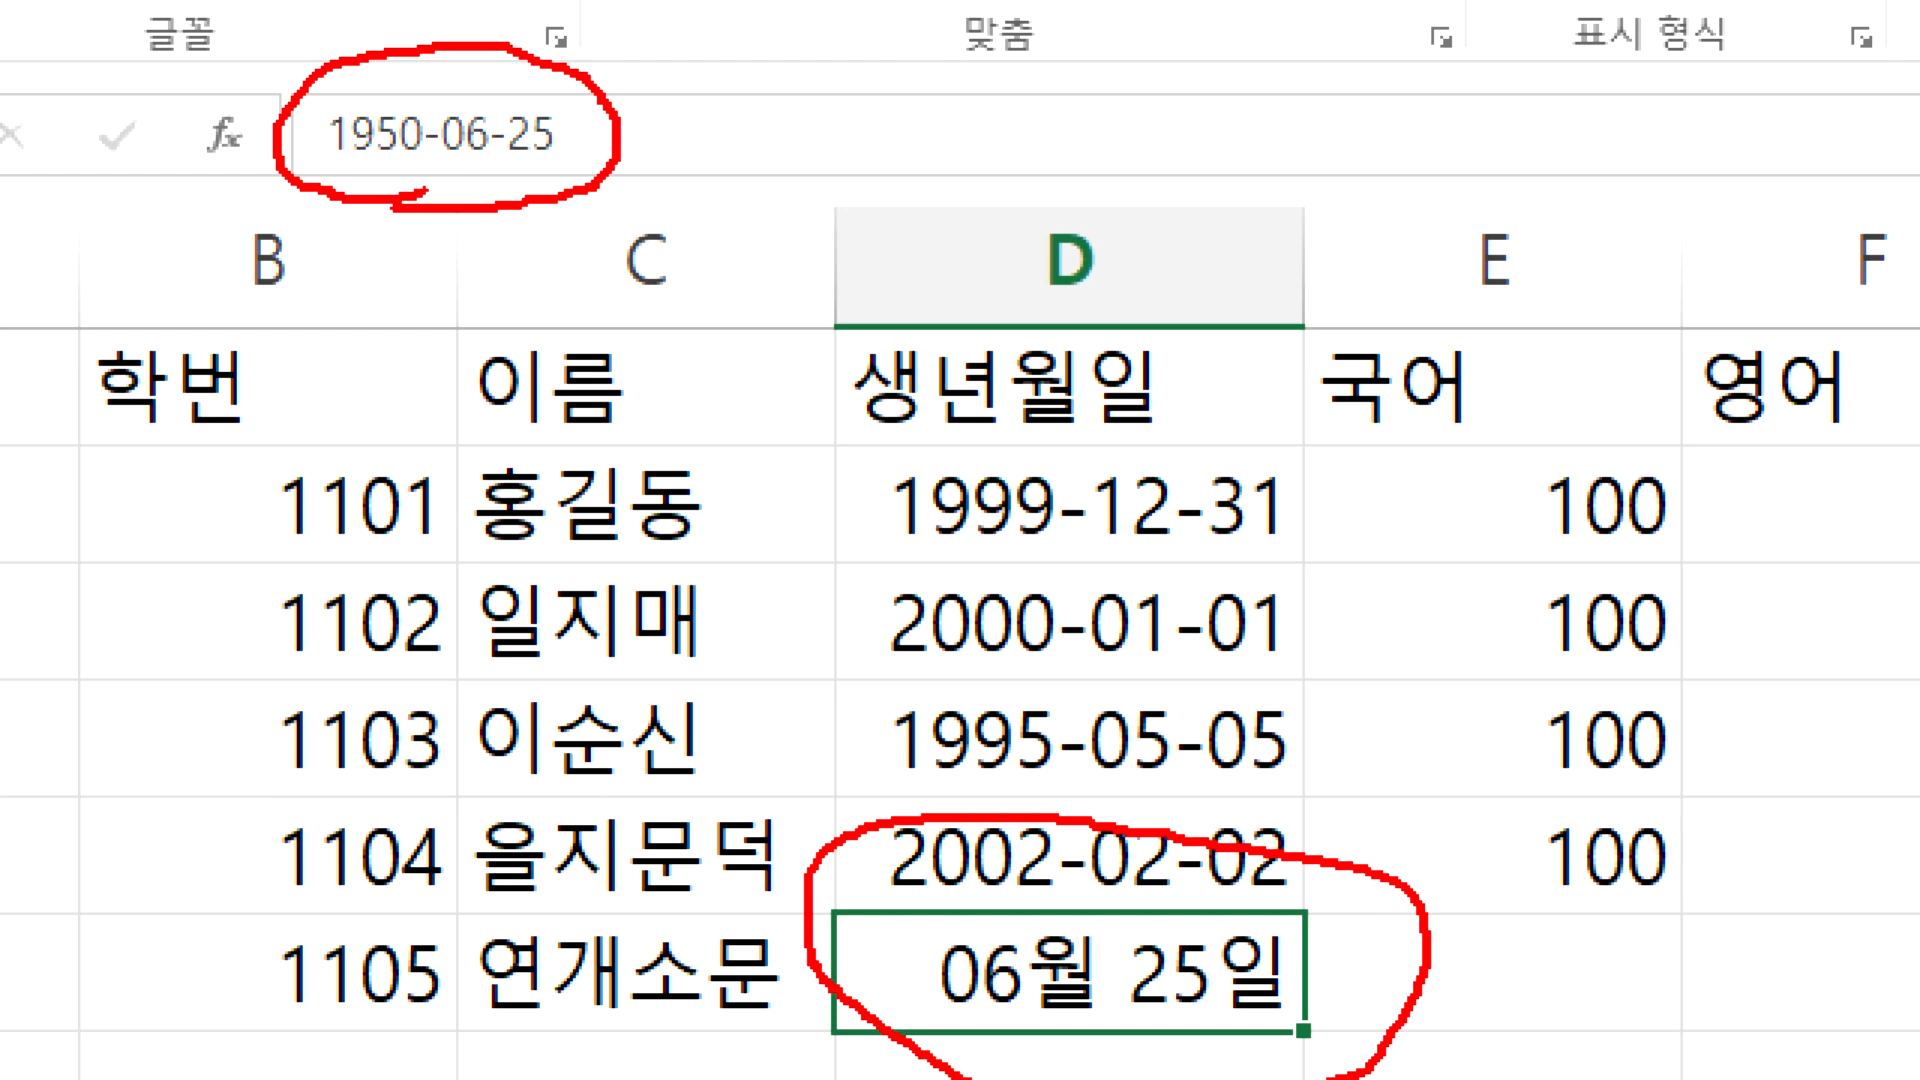 글꼴 맞춤 표시 형식
fx 1950-06-25
B C D E F
학번 이름 생년월일 국어 영어
1101 홍길동 1999-12-31 100
1102 일지매 2000-01-01 100
1103 이순신 1995-05-05 100
1104 을지문덕 2002-02-02 100
1105 연개소문 06월 25일